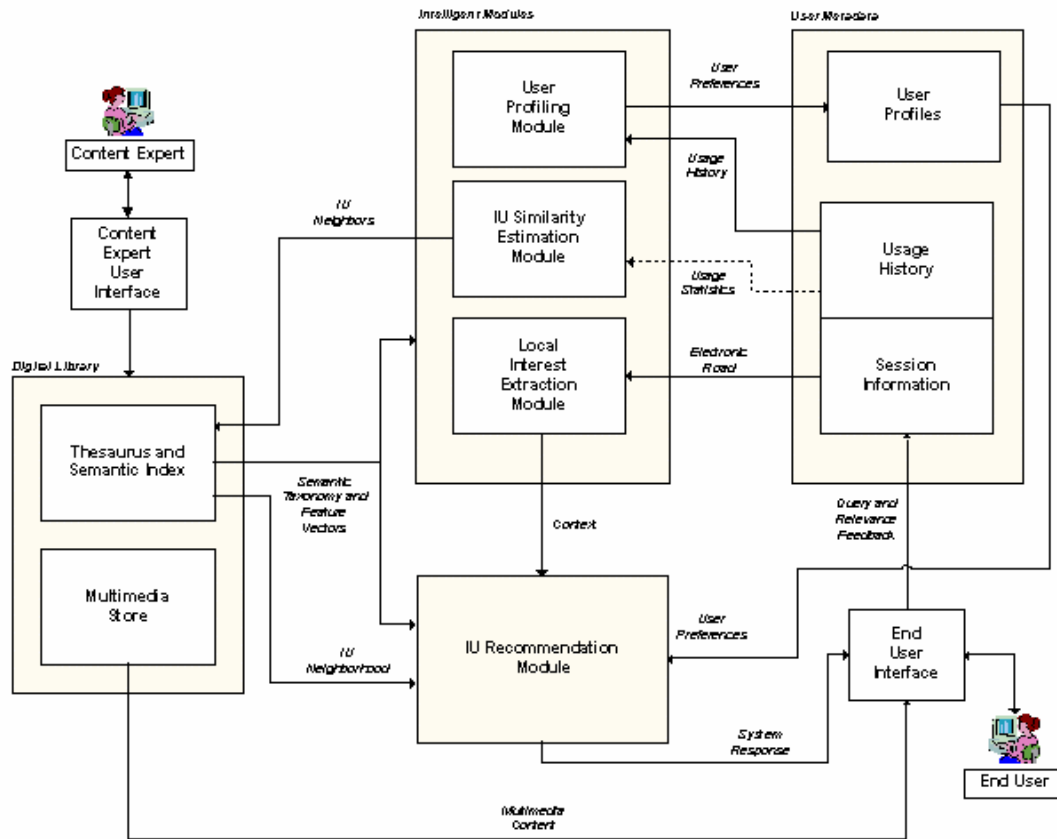 Intelligent Modules
User Metadata
User
Profiling
Module
User
Preferences
User
Profiles
Content Expert
Usage
History
IU
Neighbors
IU Similarity
Estimation
Module
Content
Expert
User
Interface
Usage
History
Usage
Statistics
Digital Library
Local
Interest
Extraction
Module
Electronic
Road
Session
Information
Thesaurus and
Semantic Index
Semantic
Taxonomy and
Feature
Vectors
Query and
Relevance
Feedback
Context
Multimedia
Store
IU Recommendation
Module
User
Preferences
End
User
Interface
IU
Neighborhood
System
Response
End User
Multimedia
Content